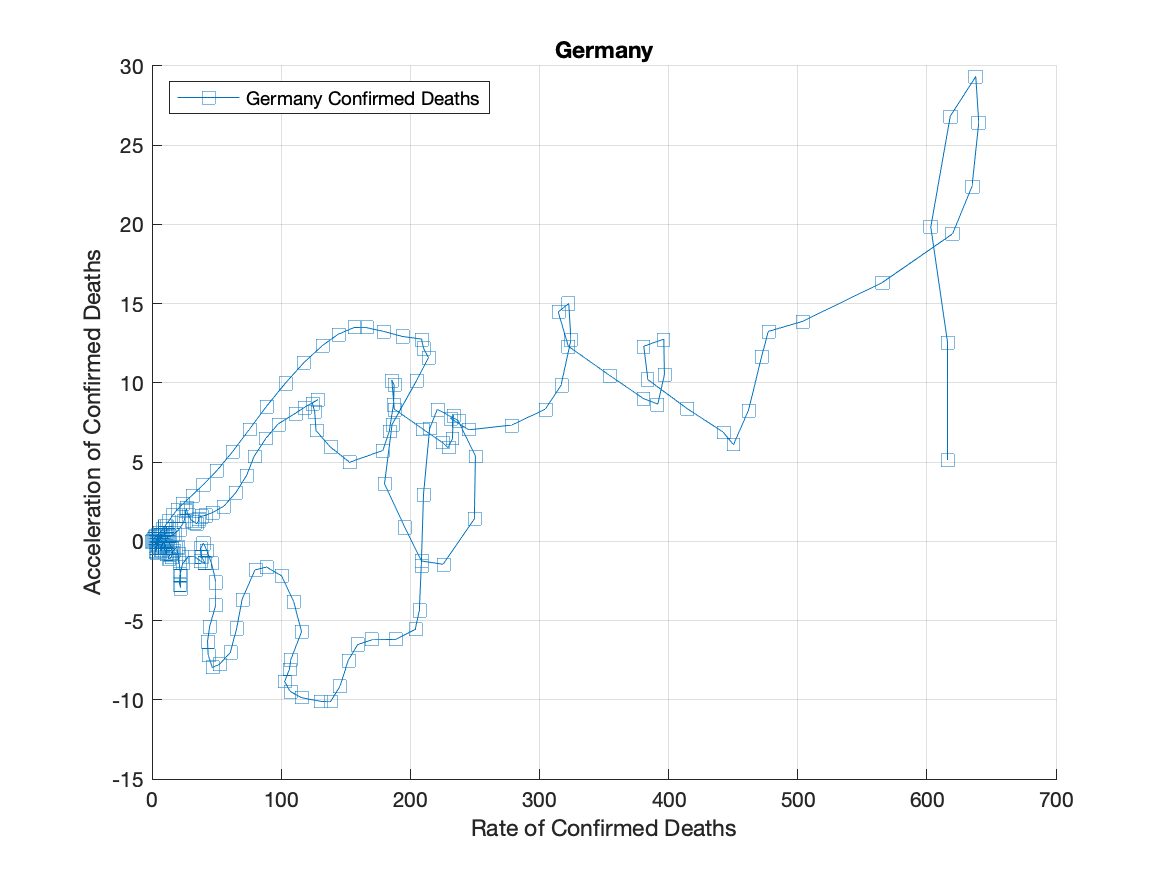 Germany
Germany Confirmed Deaths
30
25
20
15
10
5
0
-5
-10
-15
0 100 200 300 400 500 600 700
Acceleration of Confirmed Deaths
Rate of Confirmed Deaths